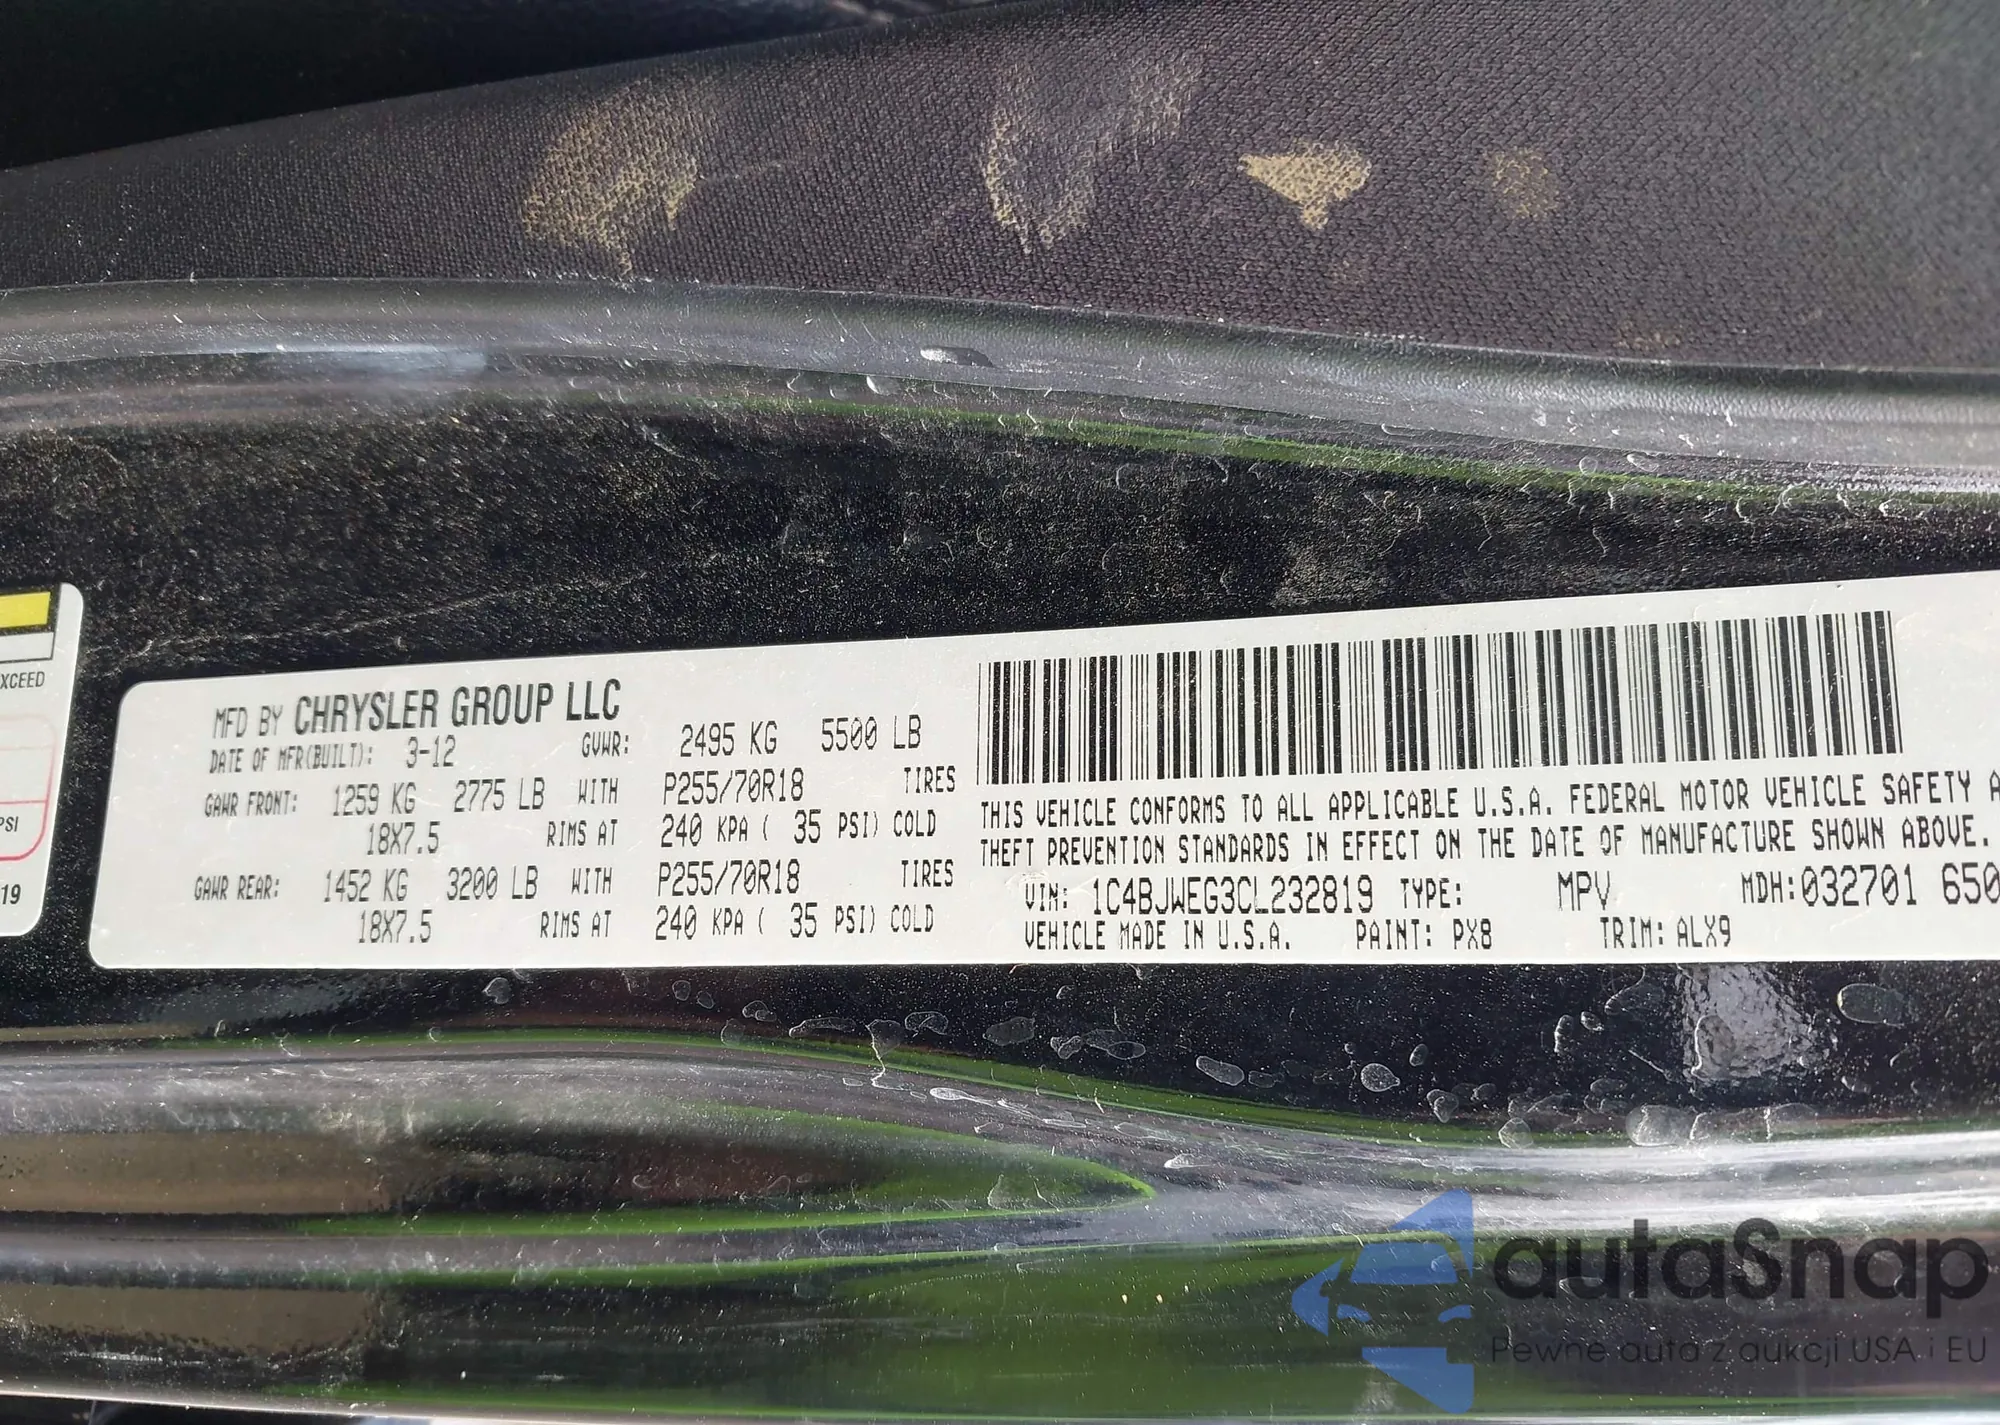 XCEED
PSI
19
MFD BY CHRYSLER GROUP LLC
DATE OF MFR(BUILT): 3-12 GVWR: 2495 KG 5500 LB
GAWR FRONT: 1259 KG 2775 LB WITH P255/70R18 TIRES
18X7.5 RIMS AT 240 KPA ( 35 PSI) COLD
GAWR REAR: 1452 KG 3200 LB WITH P255/70R18 TIRES
18X7.5 RIMS AT 240 KPA ( 35 PSI) COLD
THIS VEHICLE CONFORMS TO ALL APPLICABLE U.S.A. FEDERAL MOTOR VEHICLE SAFETY A
THEFT PREVENTION STANDARDS IN EFFECT ON THE DATE OF MANUFACTURE SHOWN ABOVE.
VIN: 1C4BJWEG3CL232819 TYPE: MPV MDH:032701 650
VEHICLE MADE IN U.S.A. PAINT: PX8 TRIM: ALX9
autaSnap
Pewne auta z aukcji USA i EU